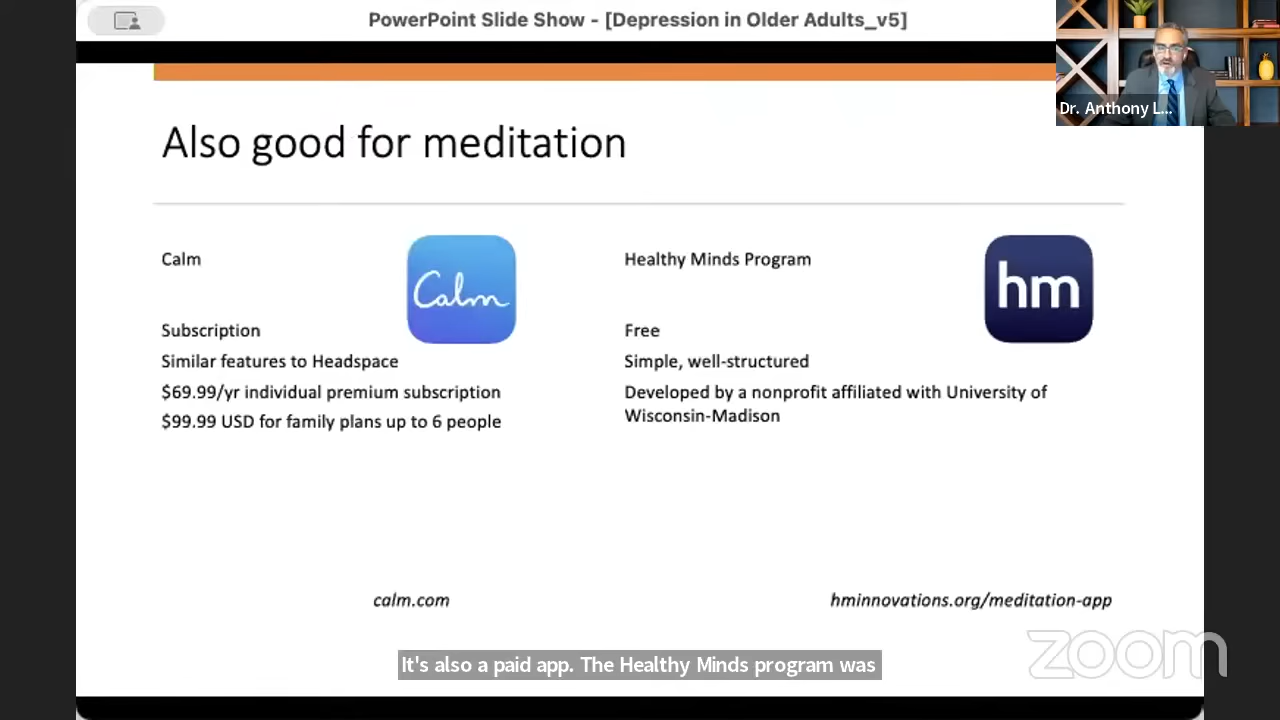 PowerPoint Slide Show - [Depression in Older Adults_v5]
Dr. Anthony L...
Also good for meditation
Calm
Calm
Subscription
Similar features to Headspace
$69.99/yr individual premium subscription
$99.99 USD for family plans up to 6 people
calm.com
Healthy Minds Program
hm
Free
Simple, well-structured
Developed by a nonprofit affiliated with University of
Wisconsin-Madison
hminnovations.org/meditation-app
It's also a paid app. The Healthy Minds program was
zoom